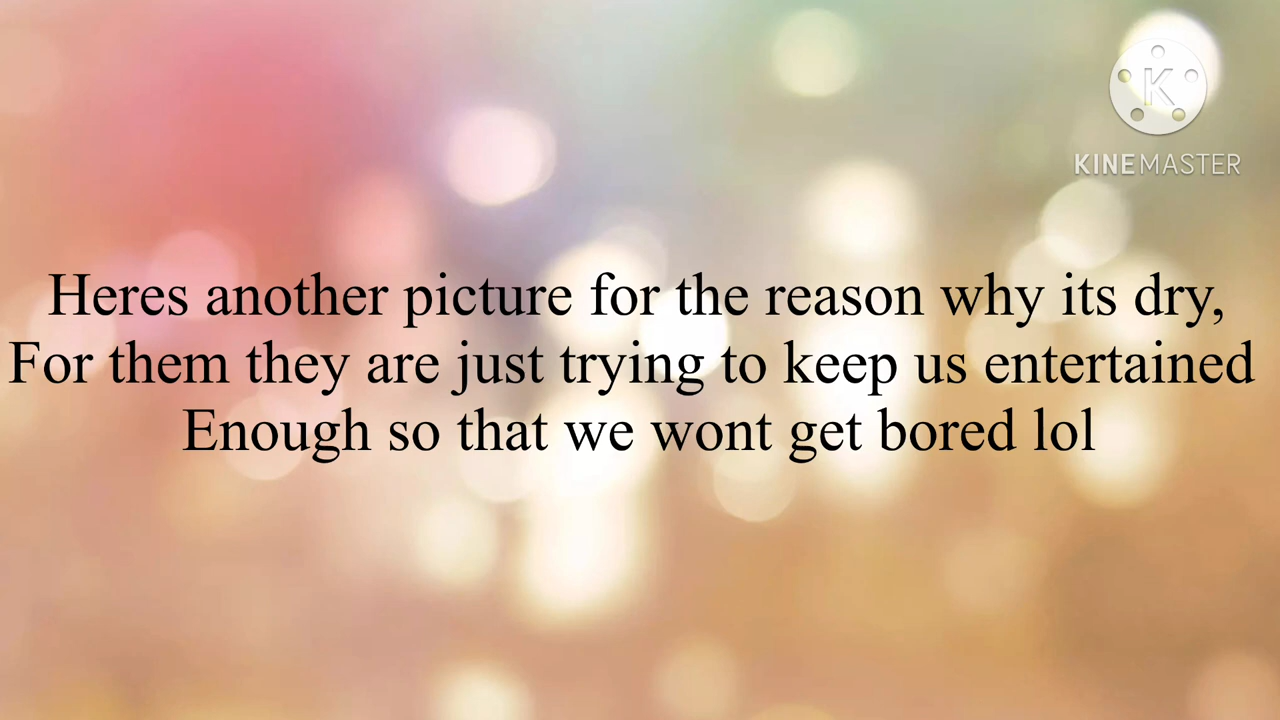 K
KINEMASTER
Heres another picture for the reason why its dry,
For them they are just trying to keep us entertained
Enough so that we wont get bored lol